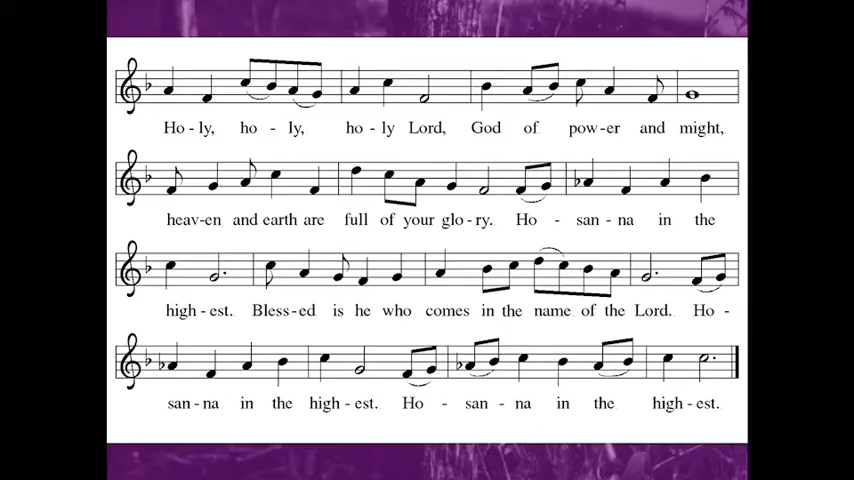 Ho - ly, ho - ly, ho - ly Lord, God of pow - er and might,
heav - en and earth are full of your glo - ry. Ho - san - na in the
high - est. Bless - ed is he who comes in the name of the Lord. Ho -
san - na in the high - est. Ho - san - na in the high - est.